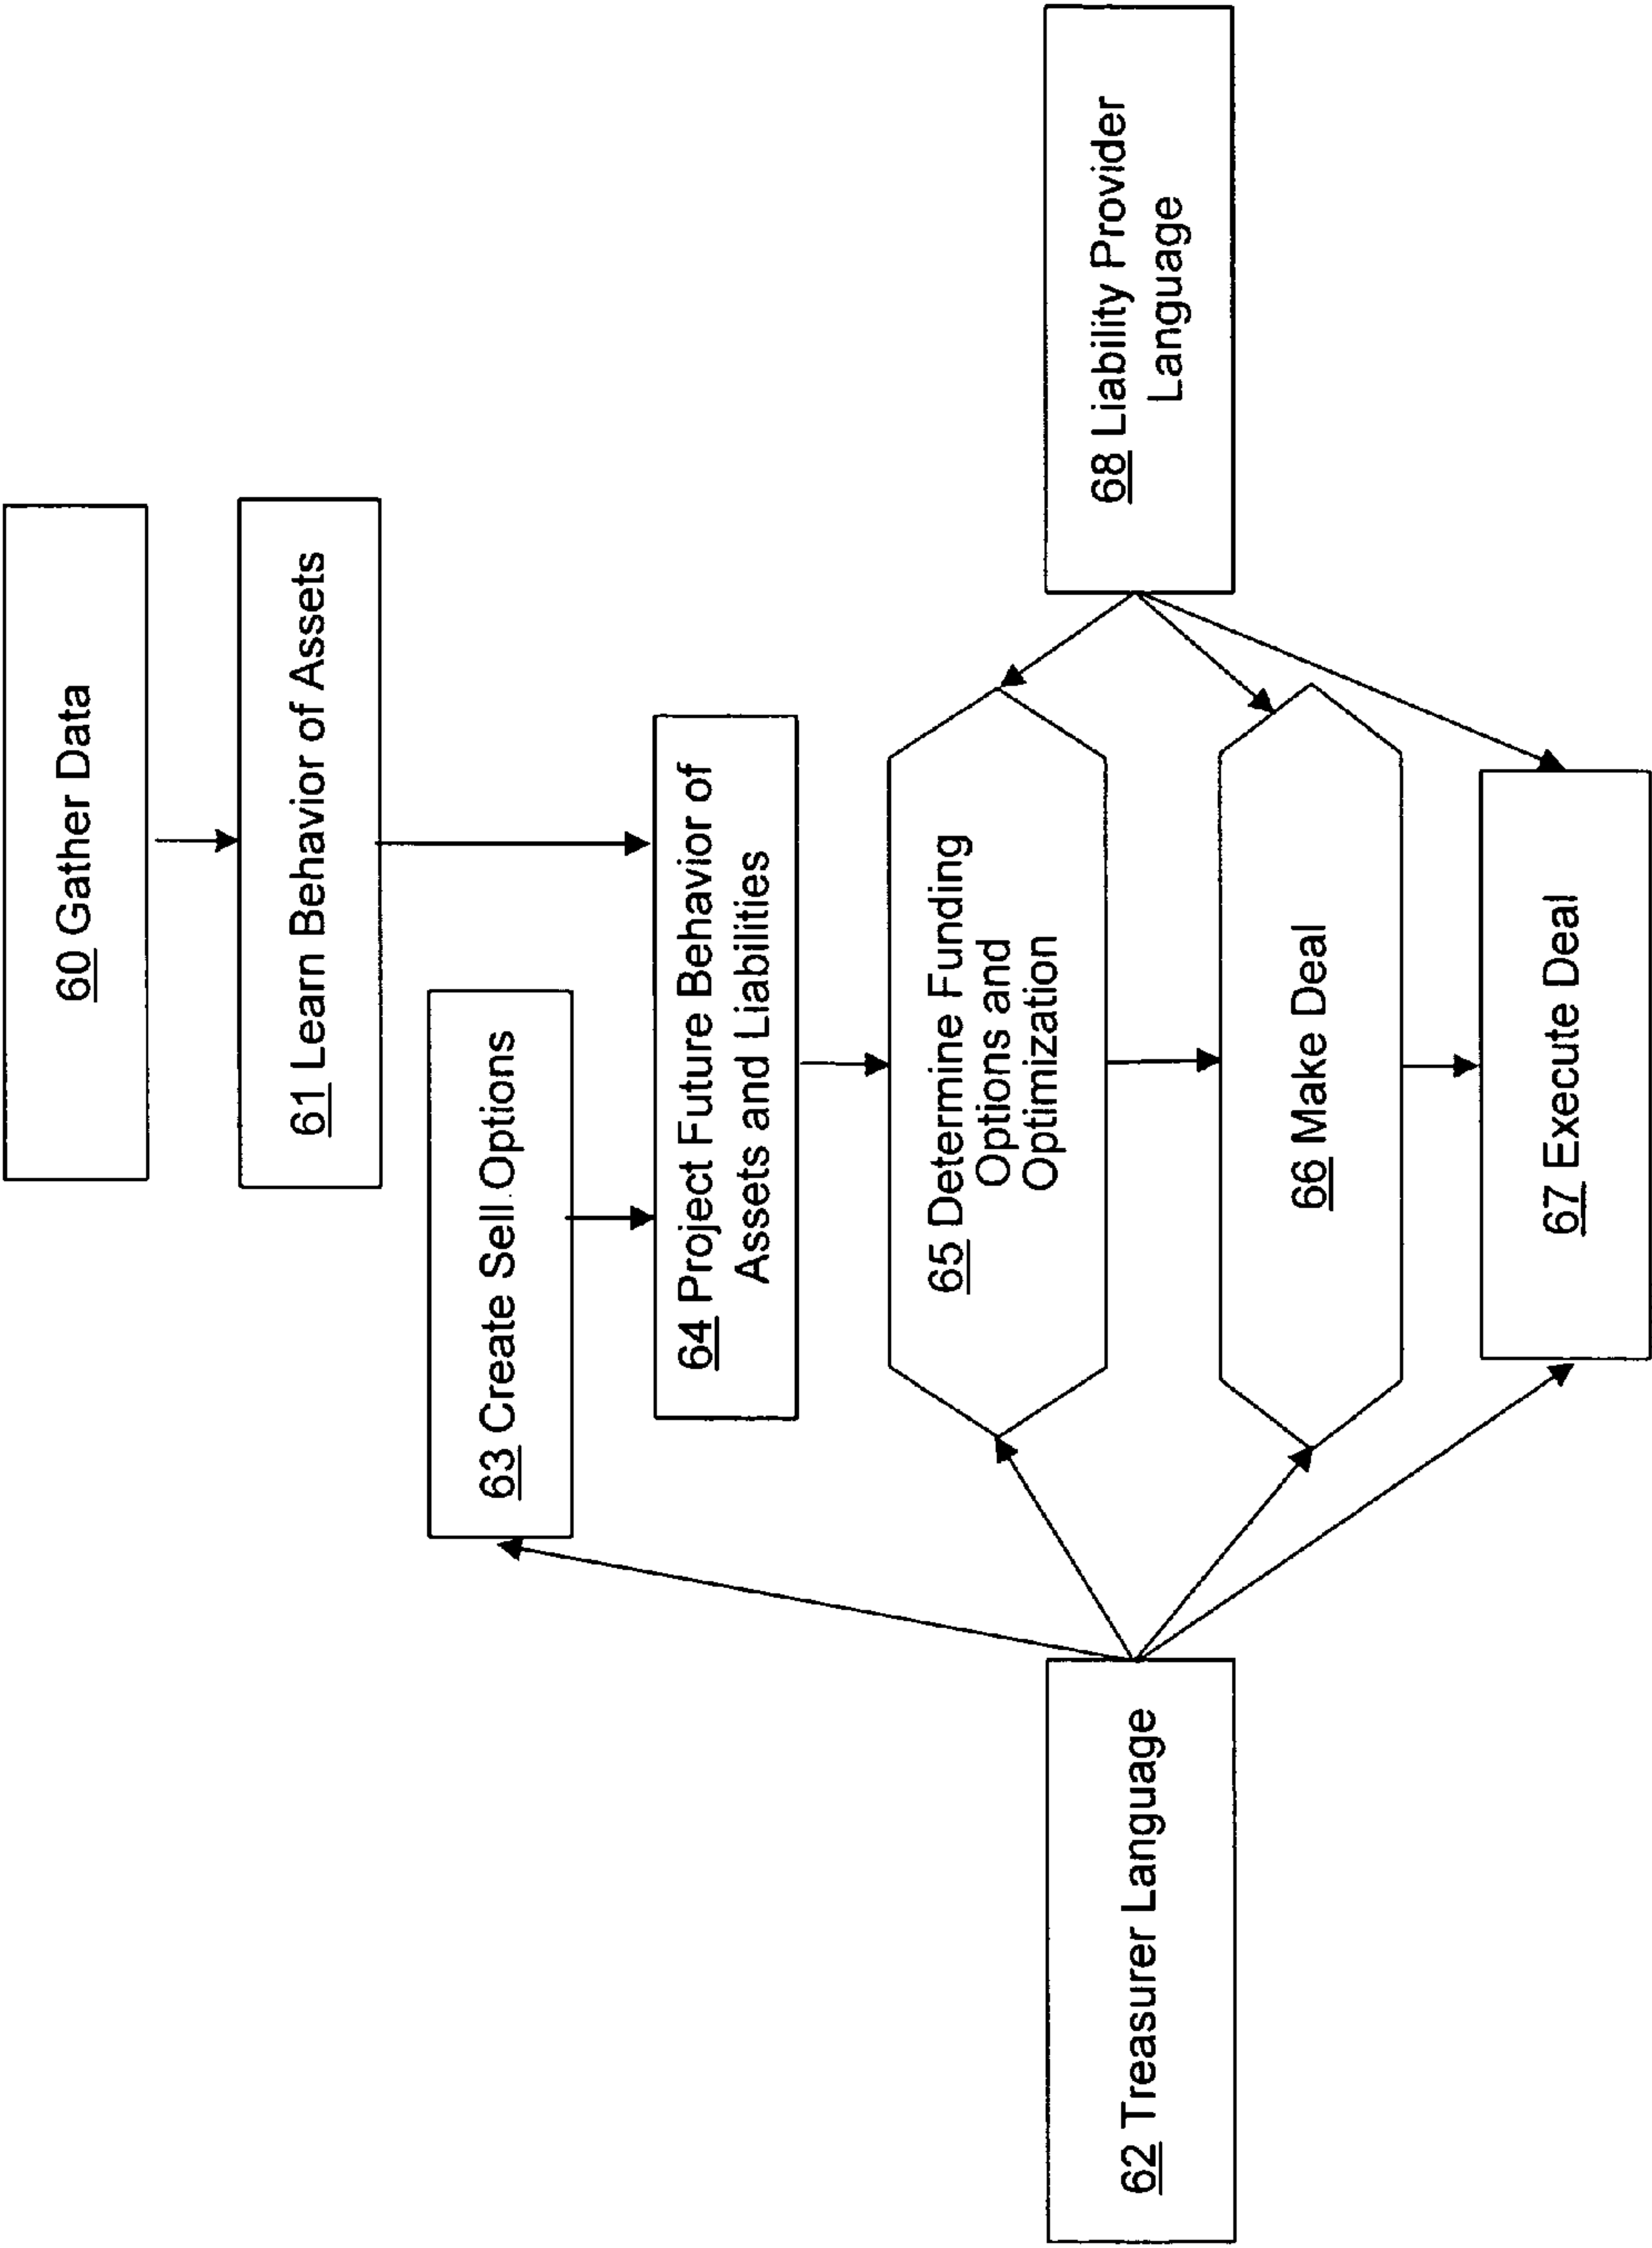 60 Gather Data
61 Learn Behavior of Assets
63 Create Sell Options
64 Project Future Behavior of
Assets and Liabilities
65 Determine Funding
Options and
Optimization
66 Make Deal
67 Execute Deal
62 Treasurer Language
68 Liability Provider
Language